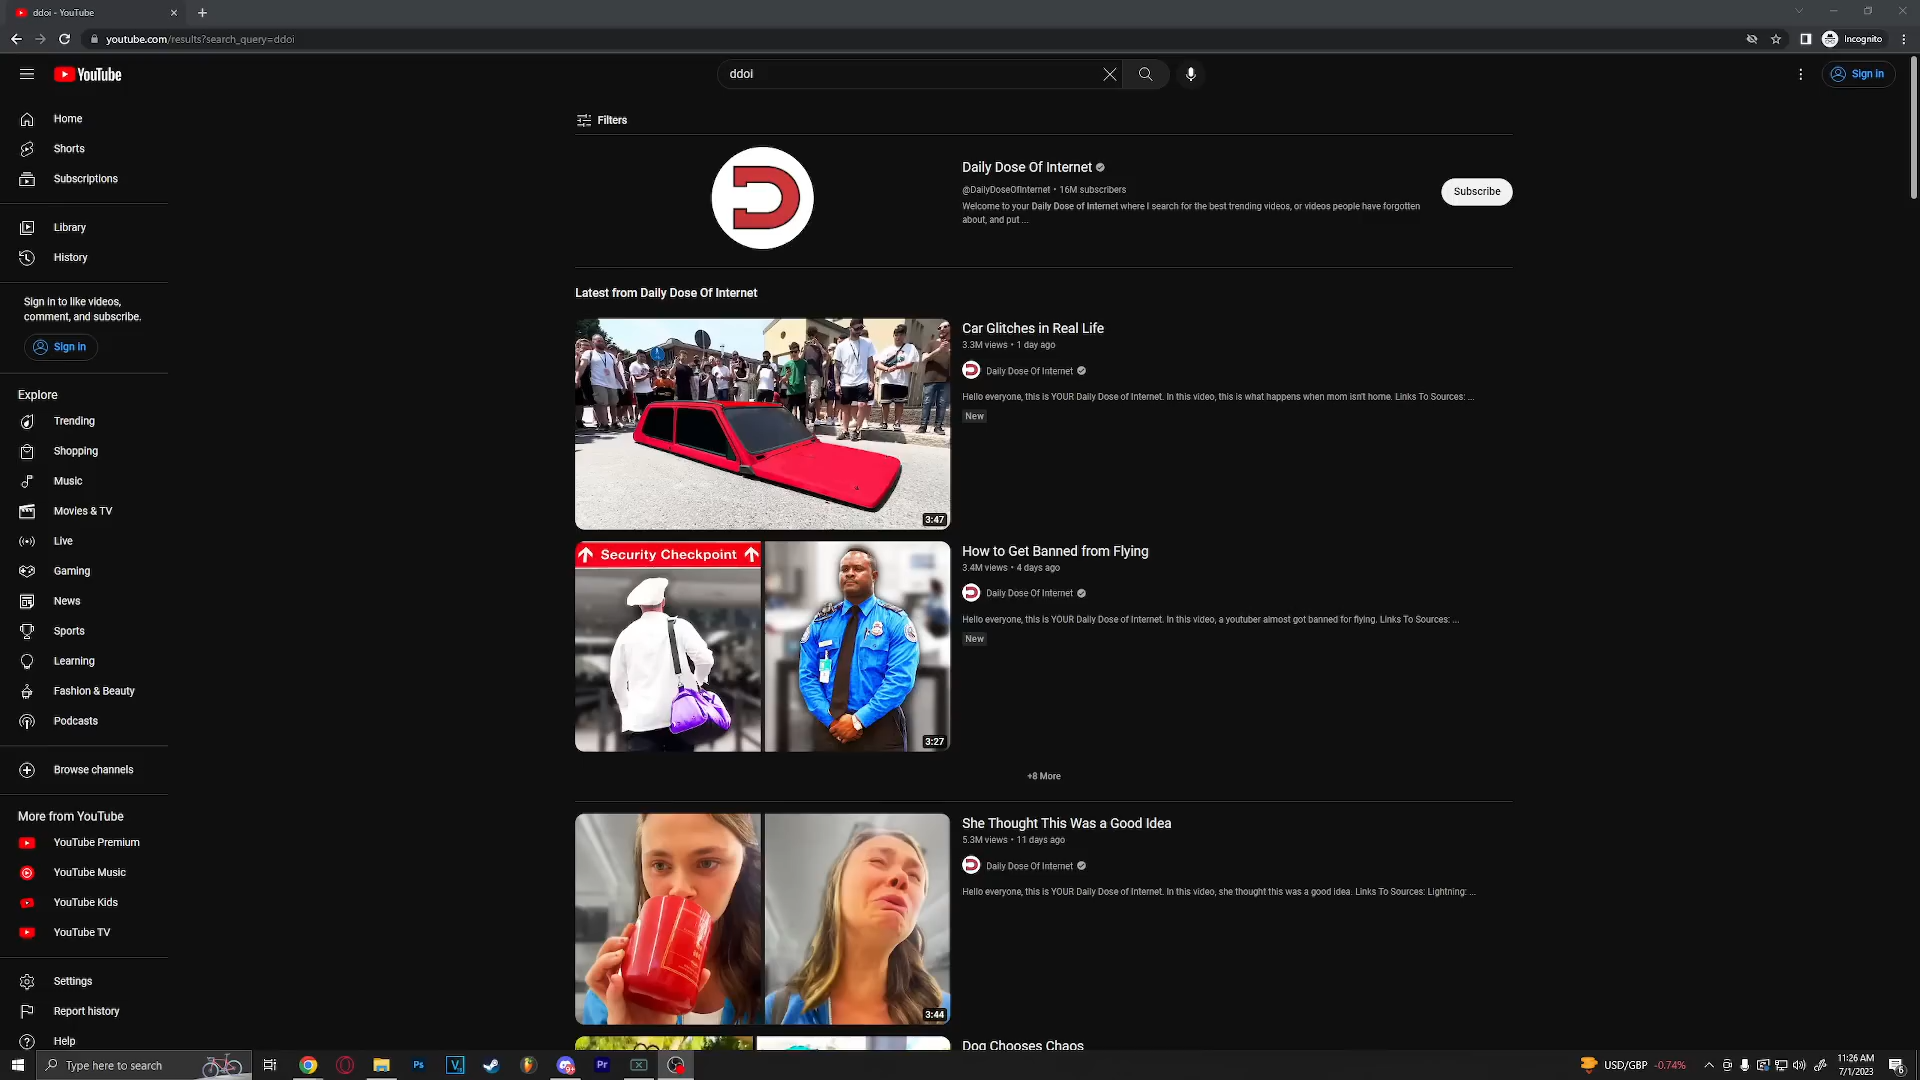 ddoi - YouTube
youtube.com/results?search_query=ddoi
Incognito
YouTube
ddoi
Sign in
Home
Shorts
Subscriptions
Library
History
Sign in to like videos,
comment, and subscribe.
Sign in
Explore
Trending
Shopping
Music
Movies & TV
Live
Gaming
News
Sports
Learning
Fashion & Beauty
Podcasts
Browse channels
More from YouTube
YouTube Premium
YouTube Music
YouTube Kids
YouTube TV
Settings
Report history
Help
Filters
Daily Dose Of Internet
@DailyDoseOfInternet • 16M subscribers
Welcome to your Daily Dose of Internet where I search for the best trending videos, or videos people have forgotten
about, and put ...
Subscribe
Latest from Daily Dose Of Internet
3:47
Car Glitches in Real Life
3.3M views • 1 day ago
Daily Dose Of Internet
Hello everyone, this is YOUR Daily Dose of Internet. In this video, this is what happens when mom isn't home. Links To Sources: ...
New
Security Checkpoint
3:27
How to Get Banned from Flying
3.4M views • 4 days ago
Daily Dose Of Internet
Hello everyone, this is YOUR Daily Dose of Internet. In this video, a youtuber almost got banned for flying. Links To Sources: ...
New
+8 More
3:44
She Thought This Was a Good Idea
5.3M views • 11 days ago
Daily Dose Of Internet
Hello everyone, this is YOUR Daily Dose of Internet. In this video, she thought this was a good idea. Links To Sources: Lightning: ...
Dog Chooses Chaos
Type here to search
Ps
Pr
USD/GBP -0.74%
11:26 AM
7/1/2023